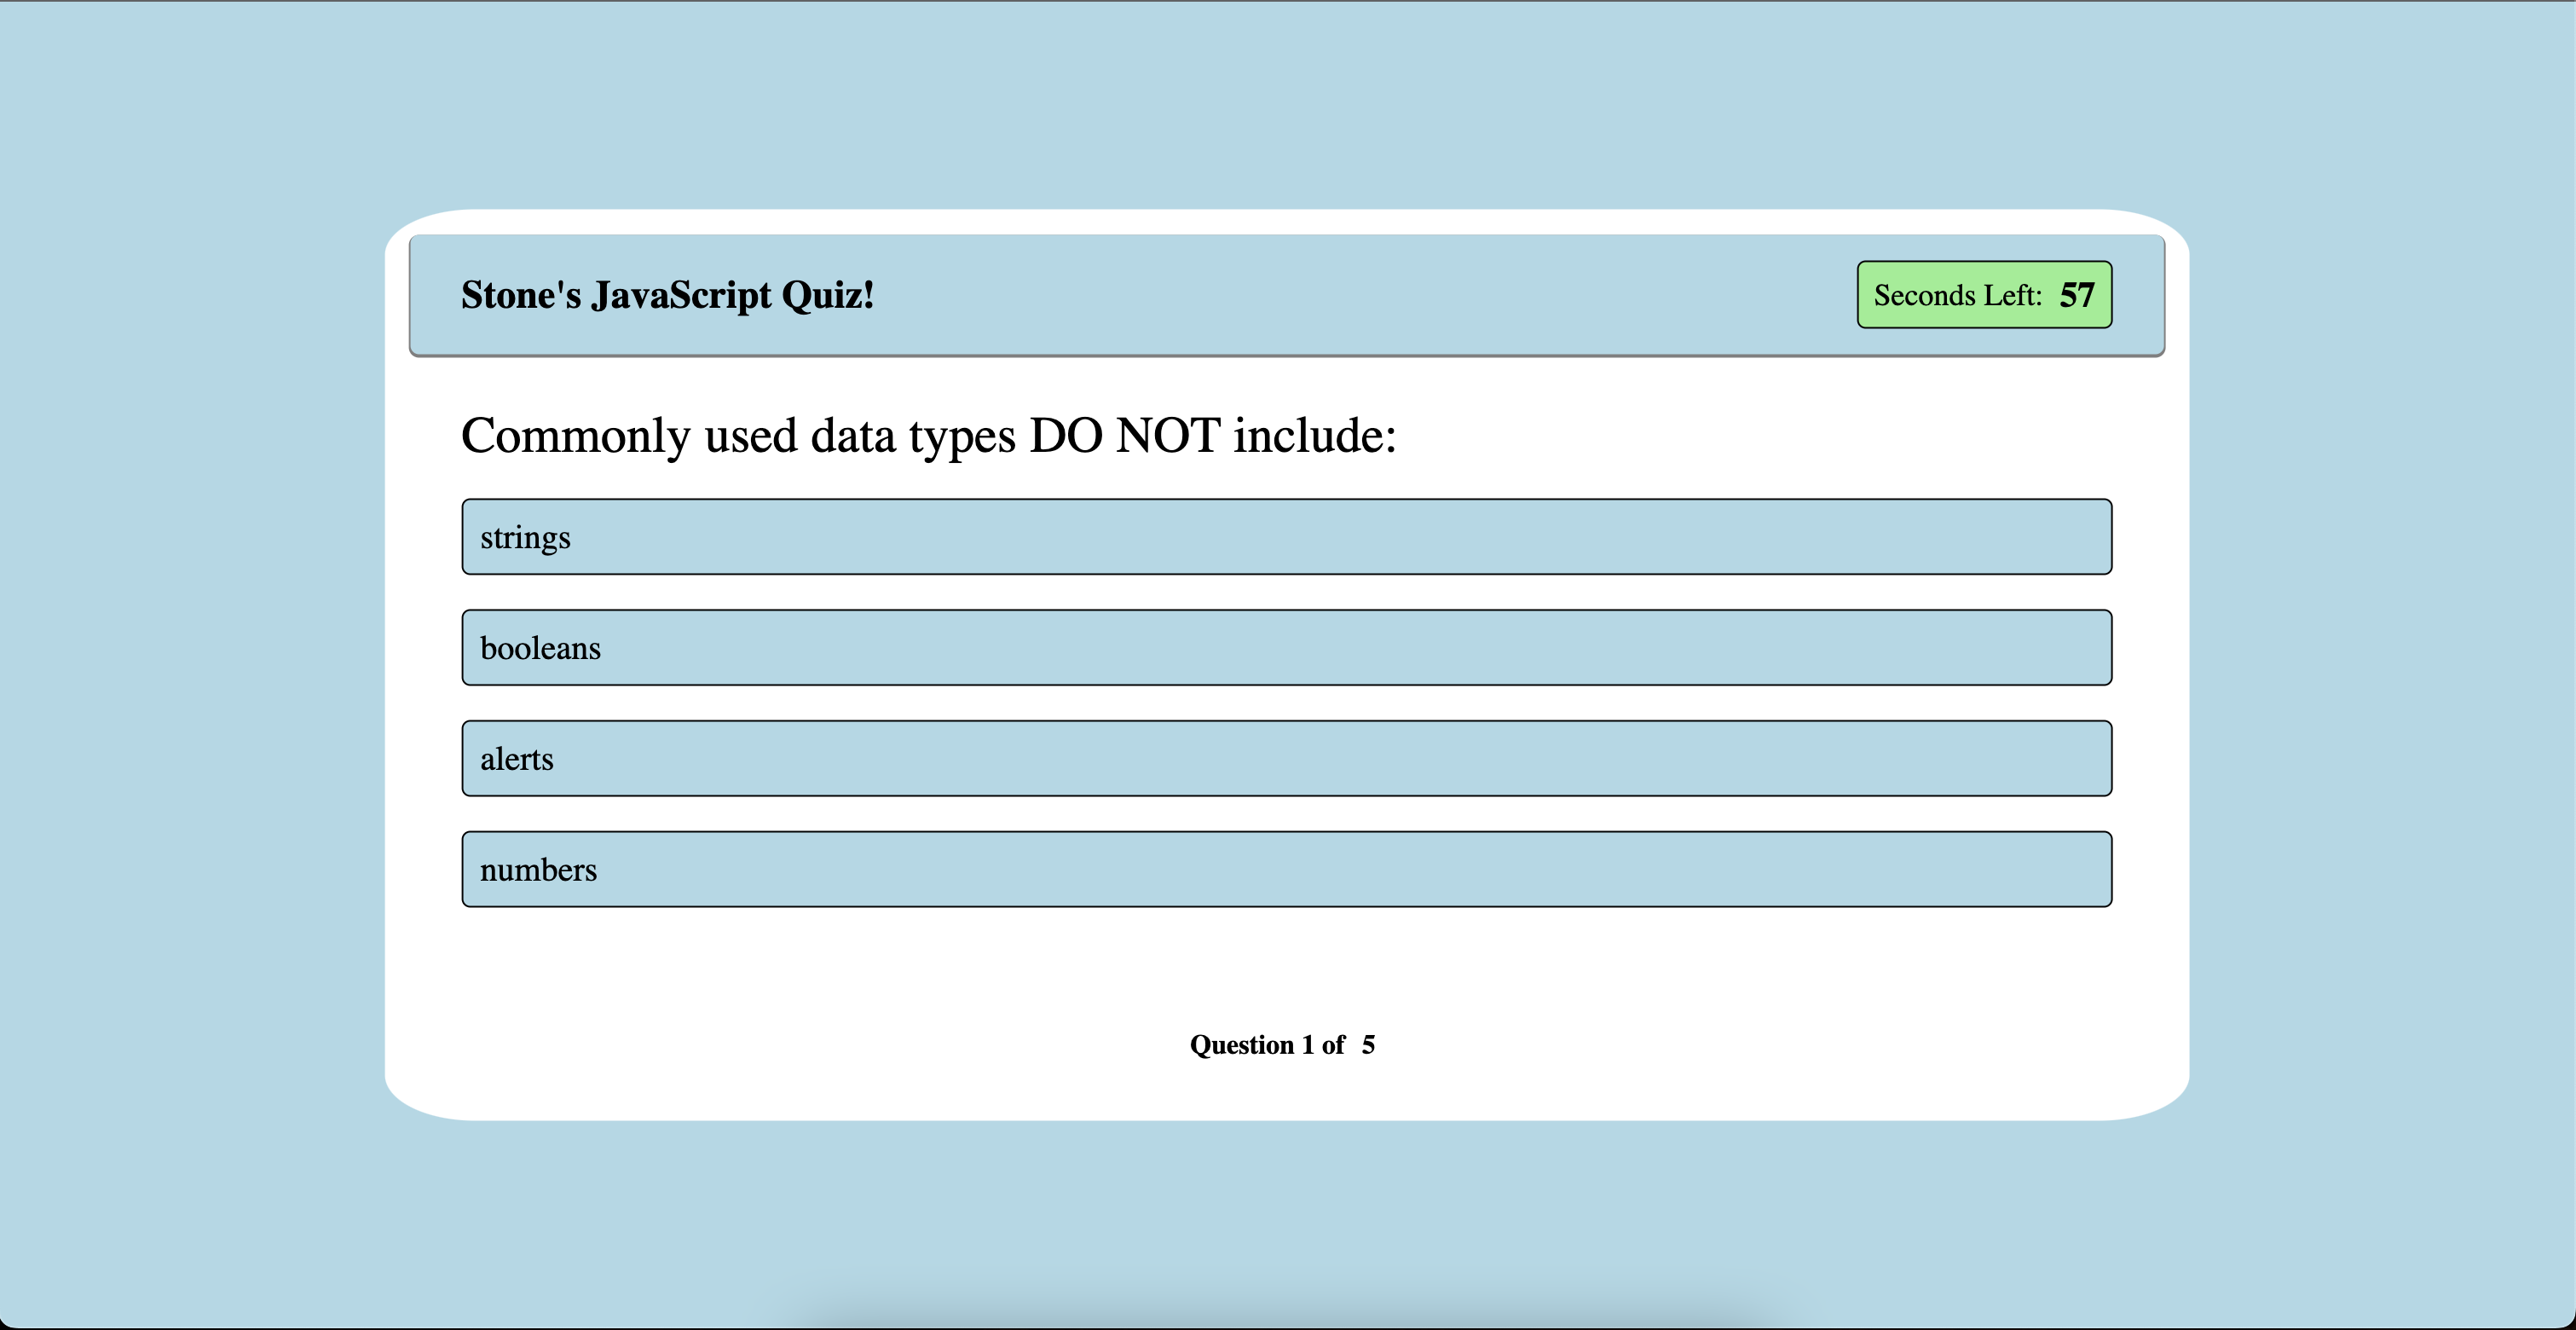 Stone's JavaScript Quiz!
Seconds Left: 57
Commonly used data types DO NOT include:
strings
booleans
alerts
numbers
Question 1 of 5